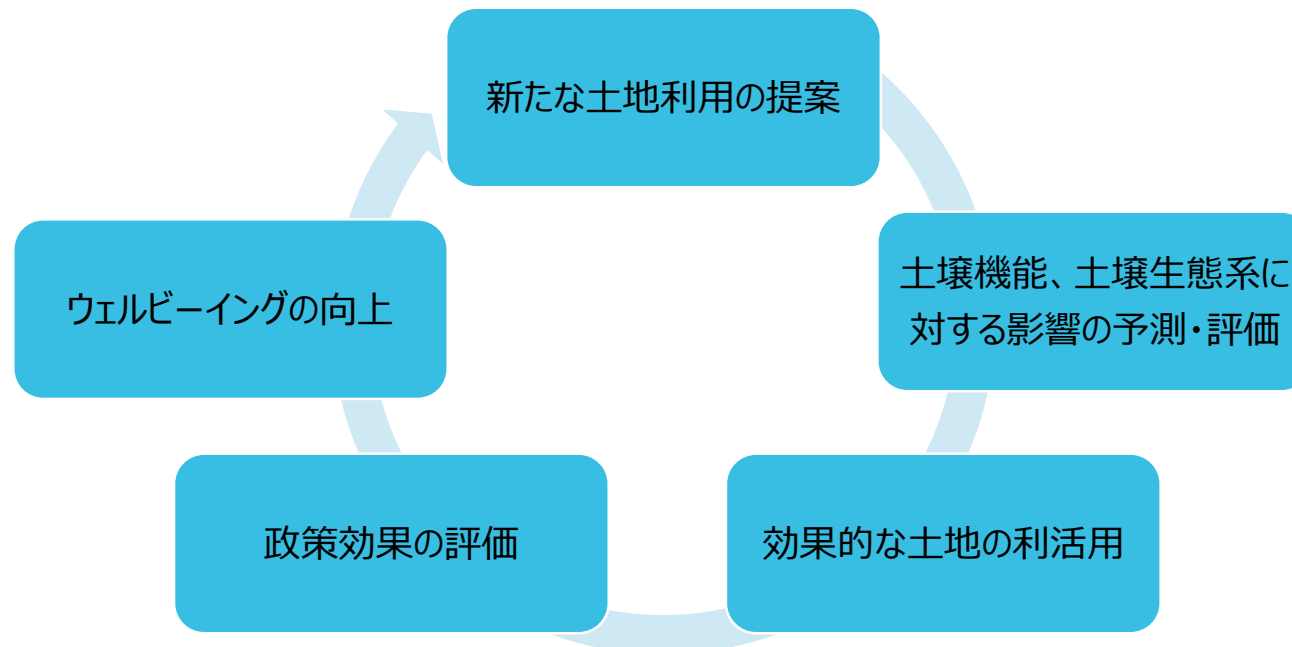 新たな土地利用の提案
土壌機能、土壌生態系に
対する影響の予測・評価
効果的な土地の利活用
政策効果の評価
ウェルビーイングの向上